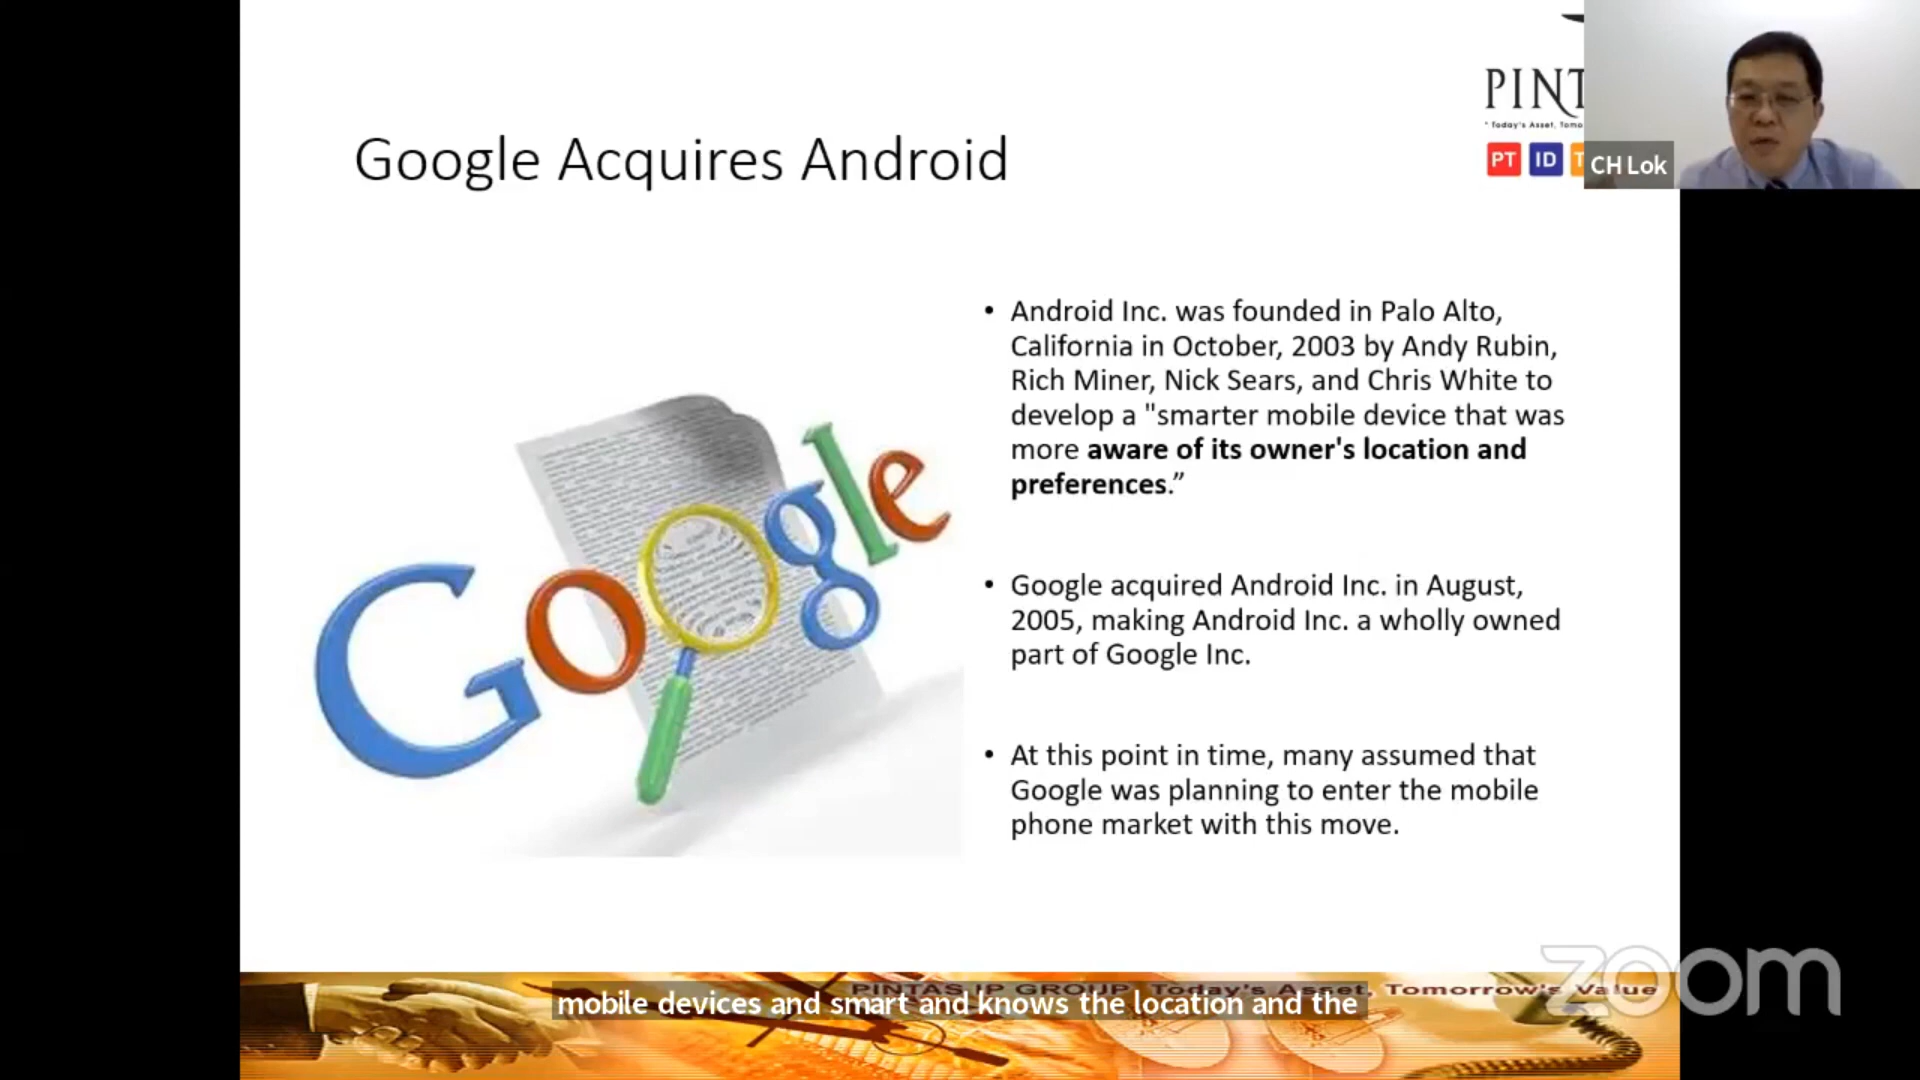 Google Acquires Android
PINT
" Today's Asset, Tomo
PT ID T
CH Lok
Google
• Android Inc. was founded in Palo Alto,
California in October, 2003 by Andy Rubin,
Rich Miner, Nick Sears, and Chris White to
develop a "smarter mobile device that was
more aware of its owner's location and
preferences.”
• Google acquired Android Inc. in August,
2005, making Android Inc. a wholly owned
part of Google Inc.
• At this point in time, many assumed that
Google was planning to enter the mobile
phone market with this move.
zoom
PINTAS IP GROUP Today's Asset, Tomorrow's Value
mobile devices and smart and knows the location and the